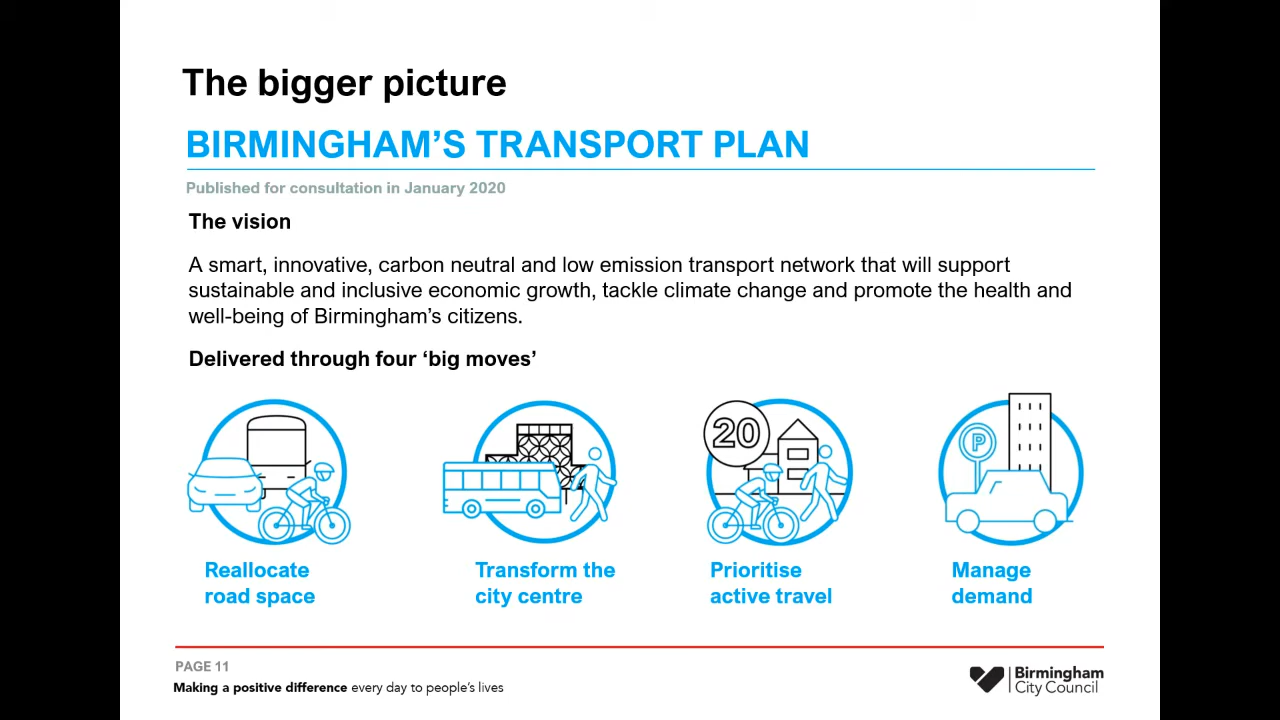 The bigger picture
BIRMINGHAM’S TRANSPORT PLAN
Published for consultation in January 2020
The vision
A smart, innovative, carbon neutral and low emission transport network that will support
sustainable and inclusive economic growth, tackle climate change and promote the health and
well-being of Birmingham’s citizens.
Delivered through four ‘big moves’
20
P
Reallocate
road space
Transform the
city centre
Prioritise
active travel
Manage
demand
PAGE 11
Making a positive difference every day to people’s lives
Birmingham
City Council